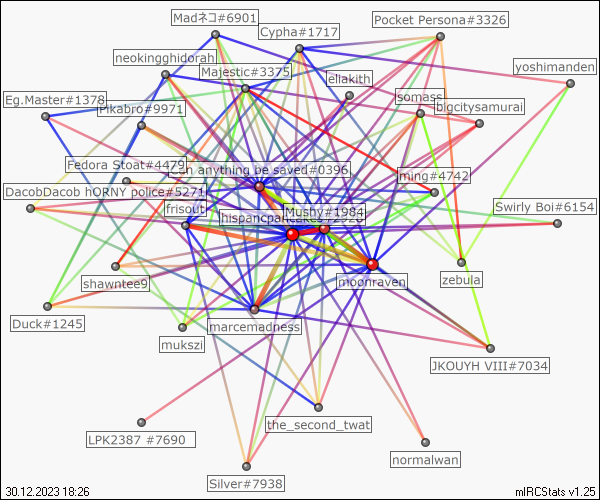 Madネコ#6901
Cypha#1717
Pocket Persona#3326
neokingghidorah
Majestic#3375
eliakith
yoshimanden
Eg.Master#1378
Pikabro#9971
somass
bigcitysamurai
Fedora Stoat#4479
Can anything be saved#0396
ming#4742
DacobDacob hORNY police#5271
frisout
hispancpancakes#2928
Mushy#1984
Swirly Boi#6154
shawntee9
moonraven
zebula
Duck#1245
marcemadness
mukszi
JKOUYH VIII#7034
LPK2387 #7690
the_second_twat
normalwan
Silver#7938
30.12.2023 18:26
mIRCStats v1.25